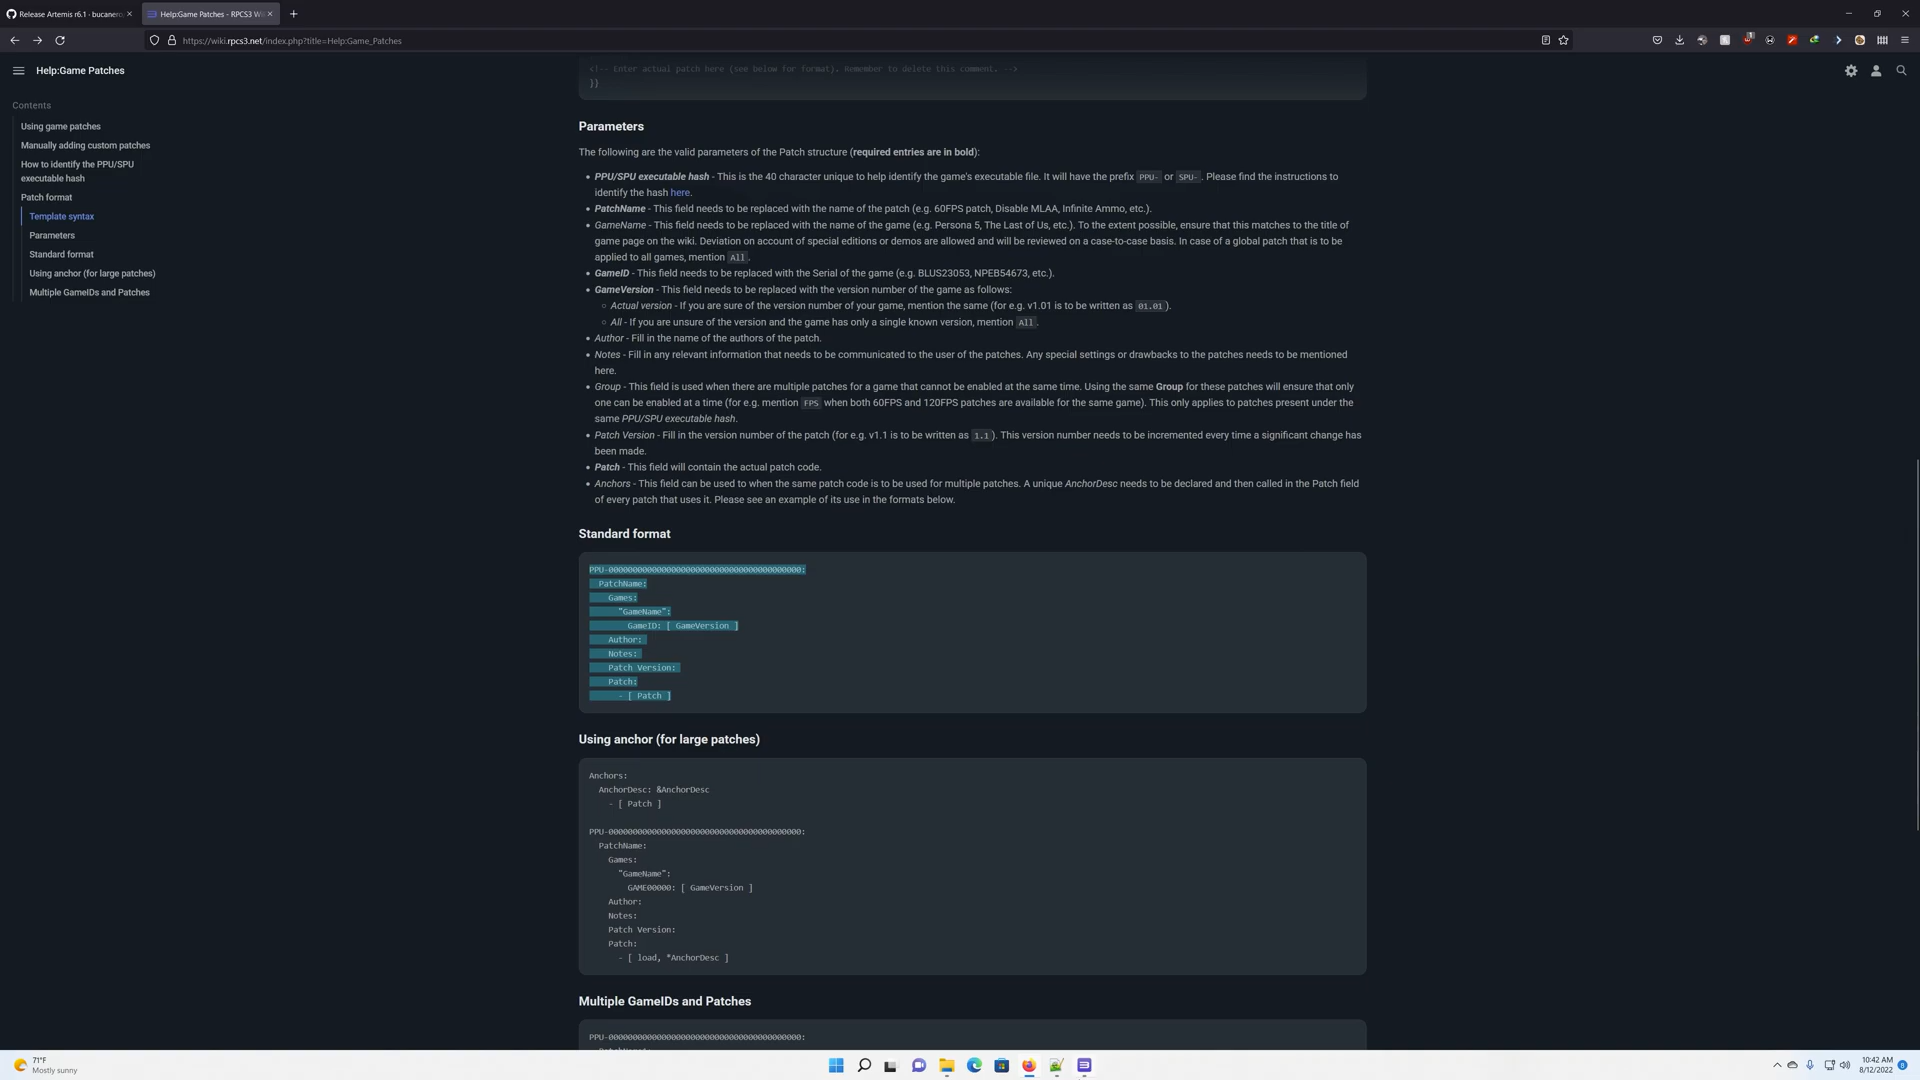 Release Artemis r6.1 · bucanero
Help:Game Patches - RPCS3 Wi
https://wiki.rpcs3.net/index.php?title=Help:Game_Patches
Help:Game Patches
Contents
Using game patches
Manually adding custom patches
How to identify the PPU/SPU
executable hash
Patch format
Template syntax
Parameters
Standard format
Using anchor (for large patches)
Multiple GameIDs and Patches
<!-- Enter actual patch here (see below for format). Remember to delete this comment. -->
}}
Parameters
The following are the valid parameters of the Patch structure (required entries are in bold):
• PPU/SPU executable hash - This is the 40 character unique to help identify the game's executable file. It will have the prefix PPU- or SPU-. Please find the instructions to
identify the hash here.
• PatchName - This field needs to be replaced with the name of the patch (e.g. 60FPS patch, Disable MLAA, Infinite Ammo, etc.).
• GameName - This field needs to be replaced with the name of the game (e.g. Persona 5, The Last of Us, etc.). To the extent possible, ensure that this matches to the title of
game page on the wiki. Deviation on account of special editions or demos are allowed and will be reviewed on a case-to-case basis. In case of a global patch that is to be
applied to all games, mention All.
• GameID - This field needs to be replaced with the Serial of the game (e.g. BLUS23053, NPEB54673, etc.).
• GameVersion - This field needs to be replaced with the version number of the game as follows:
○ Actual version - If you are sure of the version number of your game, mention the same (for e.g. v1.01 is to be written as 01.01).
○ All - If you are unsure of the version and the game has only a single known version, mention All.
• Author - Fill in the name of the authors of the patch.
• Notes - Fill in any relevant information that needs to be communicated to the user of the patches. Any special settings or drawbacks to the patches needs to be mentioned
here.
• Group - This field is used when there are multiple patches for a game that cannot be enabled at the same time. Using the same Group for these patches will ensure that only
one can be enabled at a time (for e.g. mention FPS when both 60FPS and 120FPS patches are available for the same game). This only applies to patches present under the
same PPU/SPU executable hash.
• Patch Version - Fill in the version number of the patch (for e.g. v1.1 is to be written as 1.1). This version number needs to be incremented every time a significant change has
been made.
• Patch - This field will contain the actual patch code.
• Anchors - This field can be used to when the same patch code is to be used for multiple patches. A unique AnchorDesc needs to be declared and then called in the Patch field
of every patch that uses it. Please see an example of its use in the formats below.
Standard format
PPU-0000000000000000000000000000000000000000:
PatchName:
Games:
"GameName":
GameID: [ GameVersion ]
Author:
Notes:
Patch Version:
Patch:
- [ Patch ]
Using anchor (for large patches)
Anchors:
AnchorDesc: &AnchorDesc
- [ Patch ]
PPU-0000000000000000000000000000000000000000:
PatchName:
Games:
"GameName":
GAME00000: [ GameVersion ]
Author:
Notes:
Patch Version:
Patch:
- [ load, *AnchorDesc ]
Multiple GameIDs and Patches
PPU-0000000000000000000000000000000000000000:
71°F
Mostly sunny
10:42 AM
8/12/2022